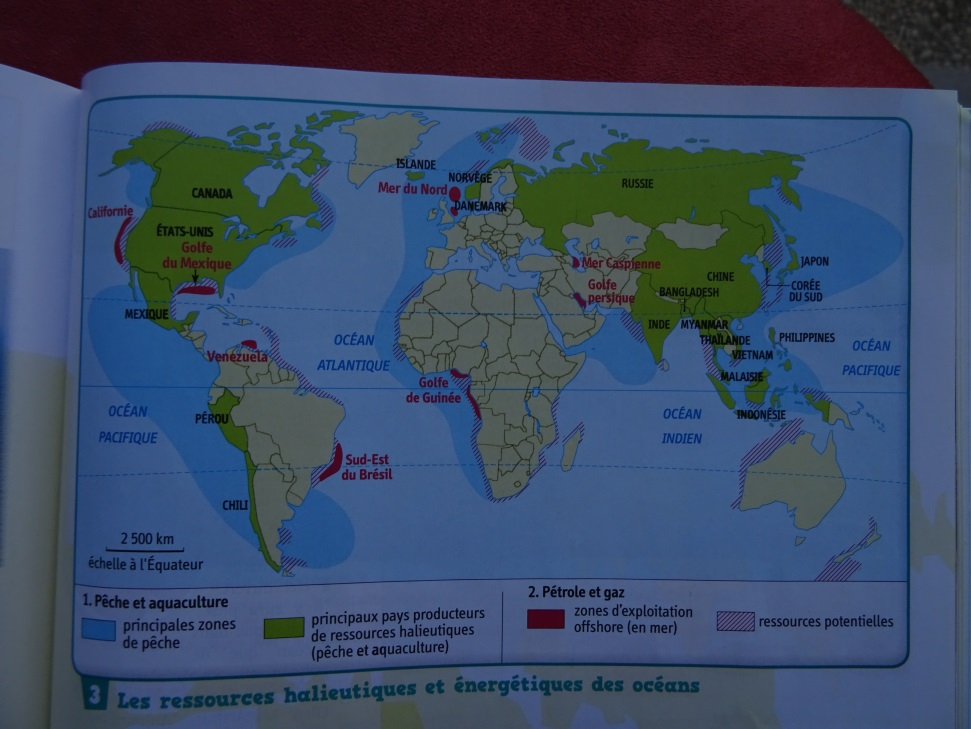 ISLANDE
NORVÈGE
Mer du Nord
RUSSIE
CANADA
DANEMARK
Californie
ÉTATS-UNIS
Golfe
du Mexique
Mer Caspienne
JAPON
CHINE
Golfe
persique
BANGLADESH
CORÉE
DU SUD
MEXIQUE
INDE
MYANMAR
THAÏLANDE
PHILIPPINES
VIETNAM
OCÉAN
ATLANTIQUE
OCÉAN
PACIFIQUE
Venezuela
MALAISIE
Golfe
de Guinée
OCÉAN
PACIFIQUE
PÉROU
OCÉAN
INDIEN
INDONÉSIE
Sud-Est
du Brésil
CHILI
2 500 km
échelle à l'Équateur
1. Pêche et aquaculture
principales zones
de pêche
principaux pays producteurs
de ressources halieutiques
(pêche et aquaculture)
2. Pétrole et gaz
zones d'exploitation
offshore (en mer)
ressources potentielles
3 Les ressources halieutiques et énergétiques des océans